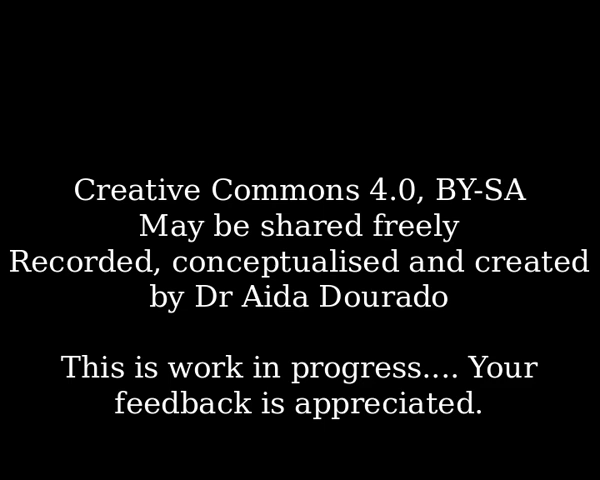 Creative Commons 4.0, BY-SA
May be shared freely
Recorded, conceptualised and created
by Dr Aida Dourado
This is work in progress.... Your
feedback is appreciated.